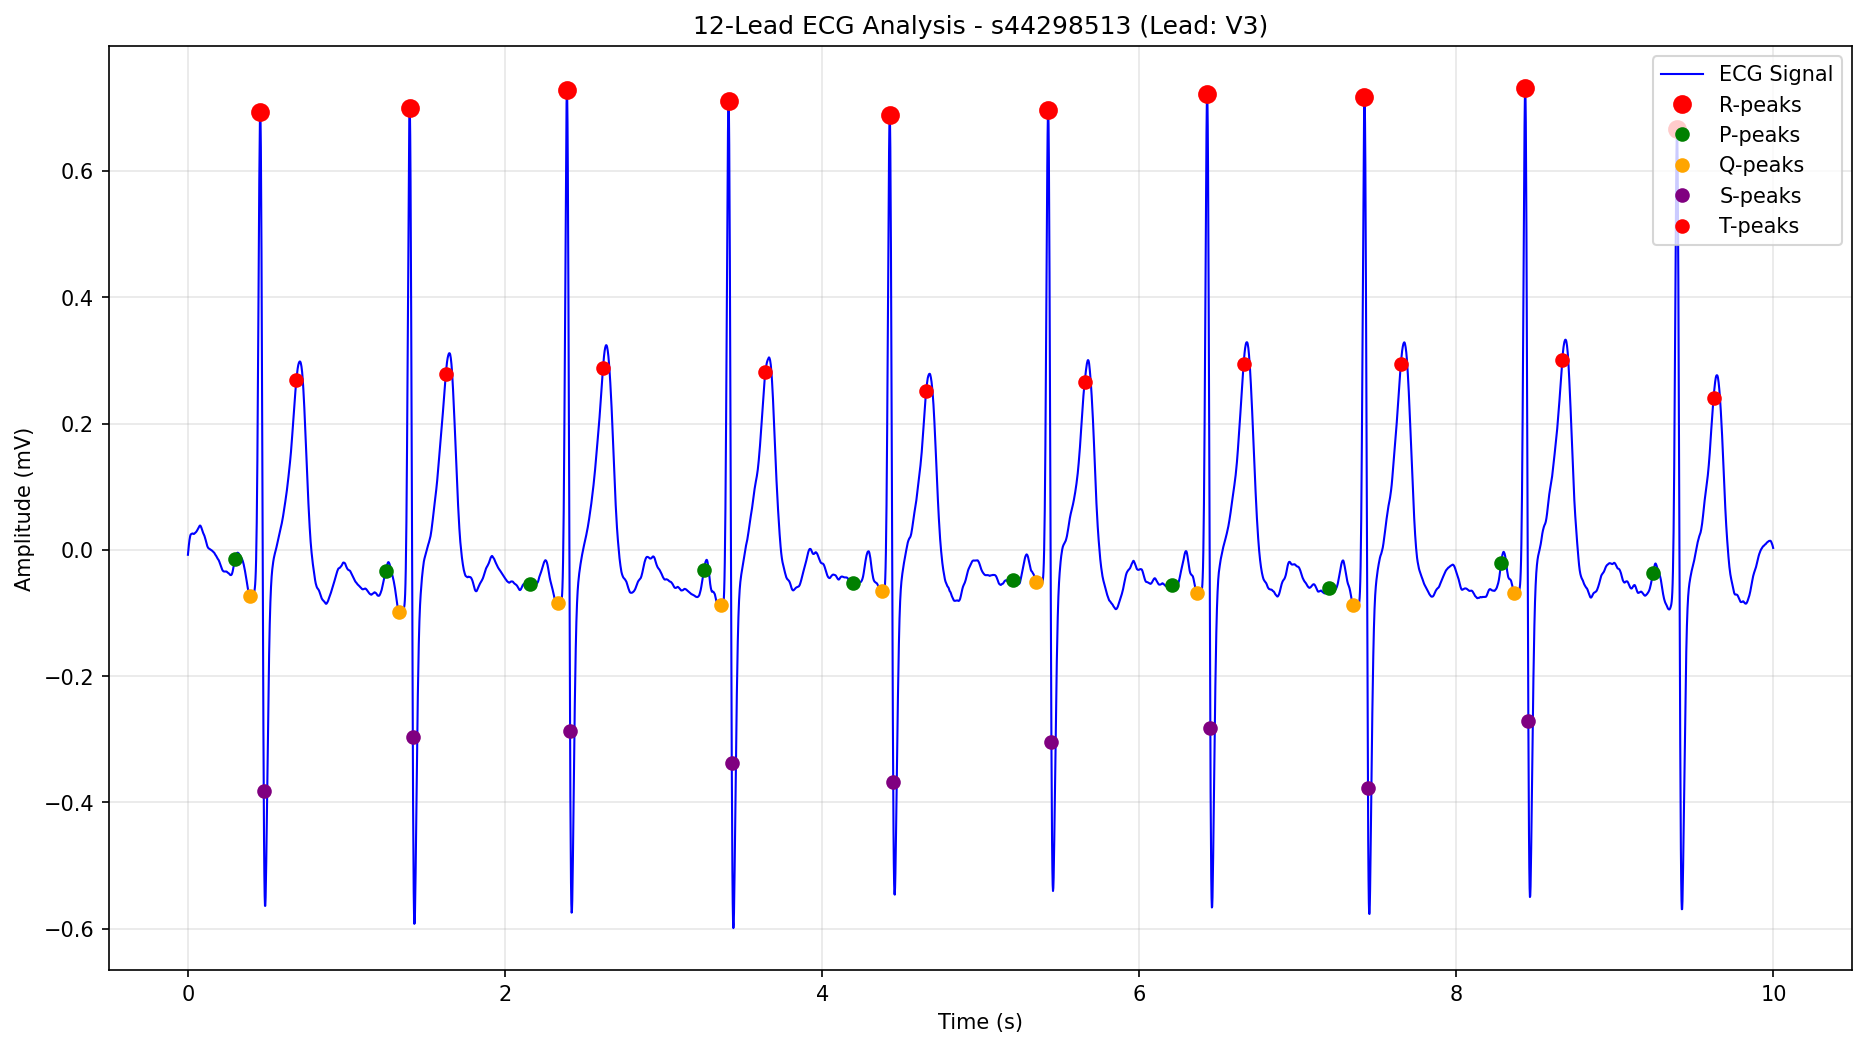 12-Lead ECG Analysis - s44298513 (Lead: V3)
ECG Signal
R-peaks
P-peaks
Q-peaks
S-peaks
T-peaks
Amplitude (mV)
0.6
0.4
0.2
0.0
−0.2
−0.4
−0.6
0 2 4 6 8 10
Time (s)